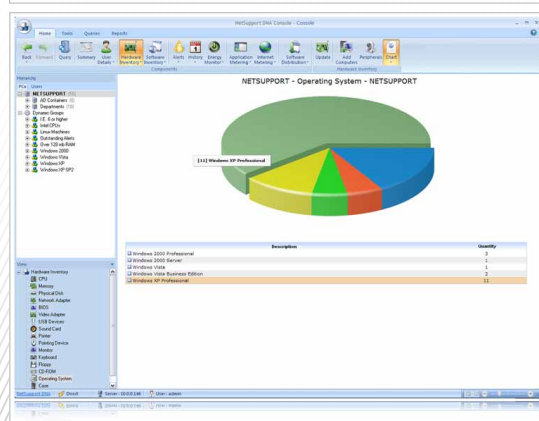 NetSupport DNA Console - Console
Home Tools Queries Reports
Back Forward Query Summary User Details Hardware Inventory Software Inventory Alerts History Energy Monitor Application Metering Internet Metering Software Distribution Update Add Computers Peripherals Chart
Components Hardware Inventory
Hierarchy
PCs Users
NETSUPPORT
AD Containers
Departments
Dynamic Groups
I.E. 6 or higher
Intel CPUs
Linux Machines
Outstanding Alerts
Over 128 mb RAM
Windows 2000
Windows Vista
Windows XP
Windows XP SP2
NETSUPPORT - Operating System - NETSUPPORT
[11] Windows XP Professional
Description Quantity
Windows 2000 Professional 3
Windows 2000 Server 1
Windows Vista 1
Windows Vista Business Edition 2
Windows XP Professional 11
View
Hardware Inventory
CPU
Memory
Physical Disk
Network Adapter
BIOS
Video Adapter
USB Devices
Sound Card
Printer
Pointing Device
Monitor
Keyboard
Floppy
CD-ROM
Operating System
Case
NetSupport DNA Direct Server : 10.0.0.146 User : admin